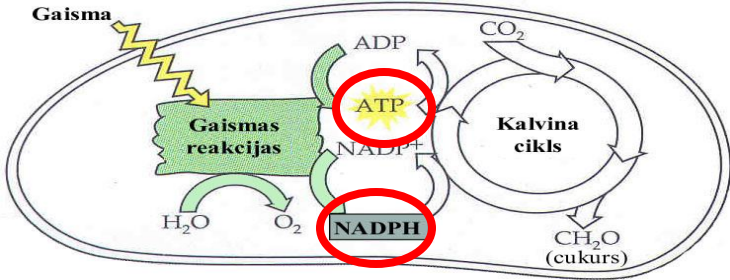 Gaisma
CO2
ADP
ATP
Gaismas
reakcijas
Kalvina
cikls
NADP+
H2O
O2
NADPH
CH2O
(cukurs)